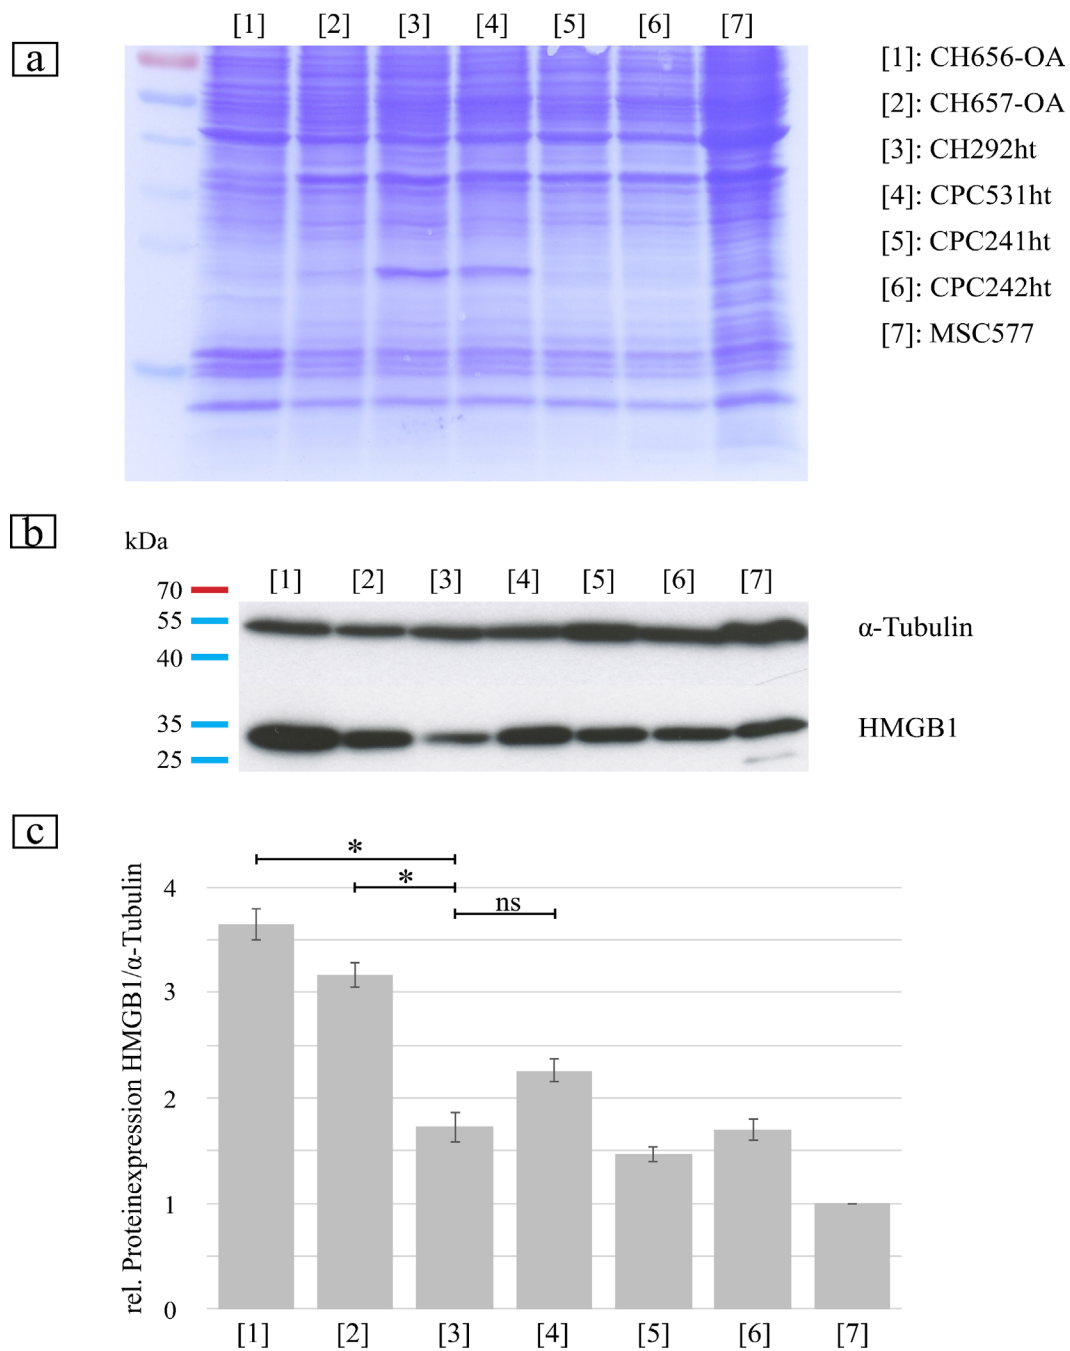 a
[1] [2] [3] [4] [5] [6] [7]
[1]: CH656-OA
[2]: CH657-OA
[3]: CH292ht
[4]: CPC531ht
[5]: CPC241ht
[6]: CPC242ht
[7]: MSC577
b
kDa
[1] [2] [3] [4] [5] [6] [7]
70
55
α-Tubulin
40
35
HMGB1
25
c
*
*
ns
rel. Proteinexpression HMGB1/α-Tubulin
4
3
2
1
0
[1] [2] [3] [4] [5] [6] [7]